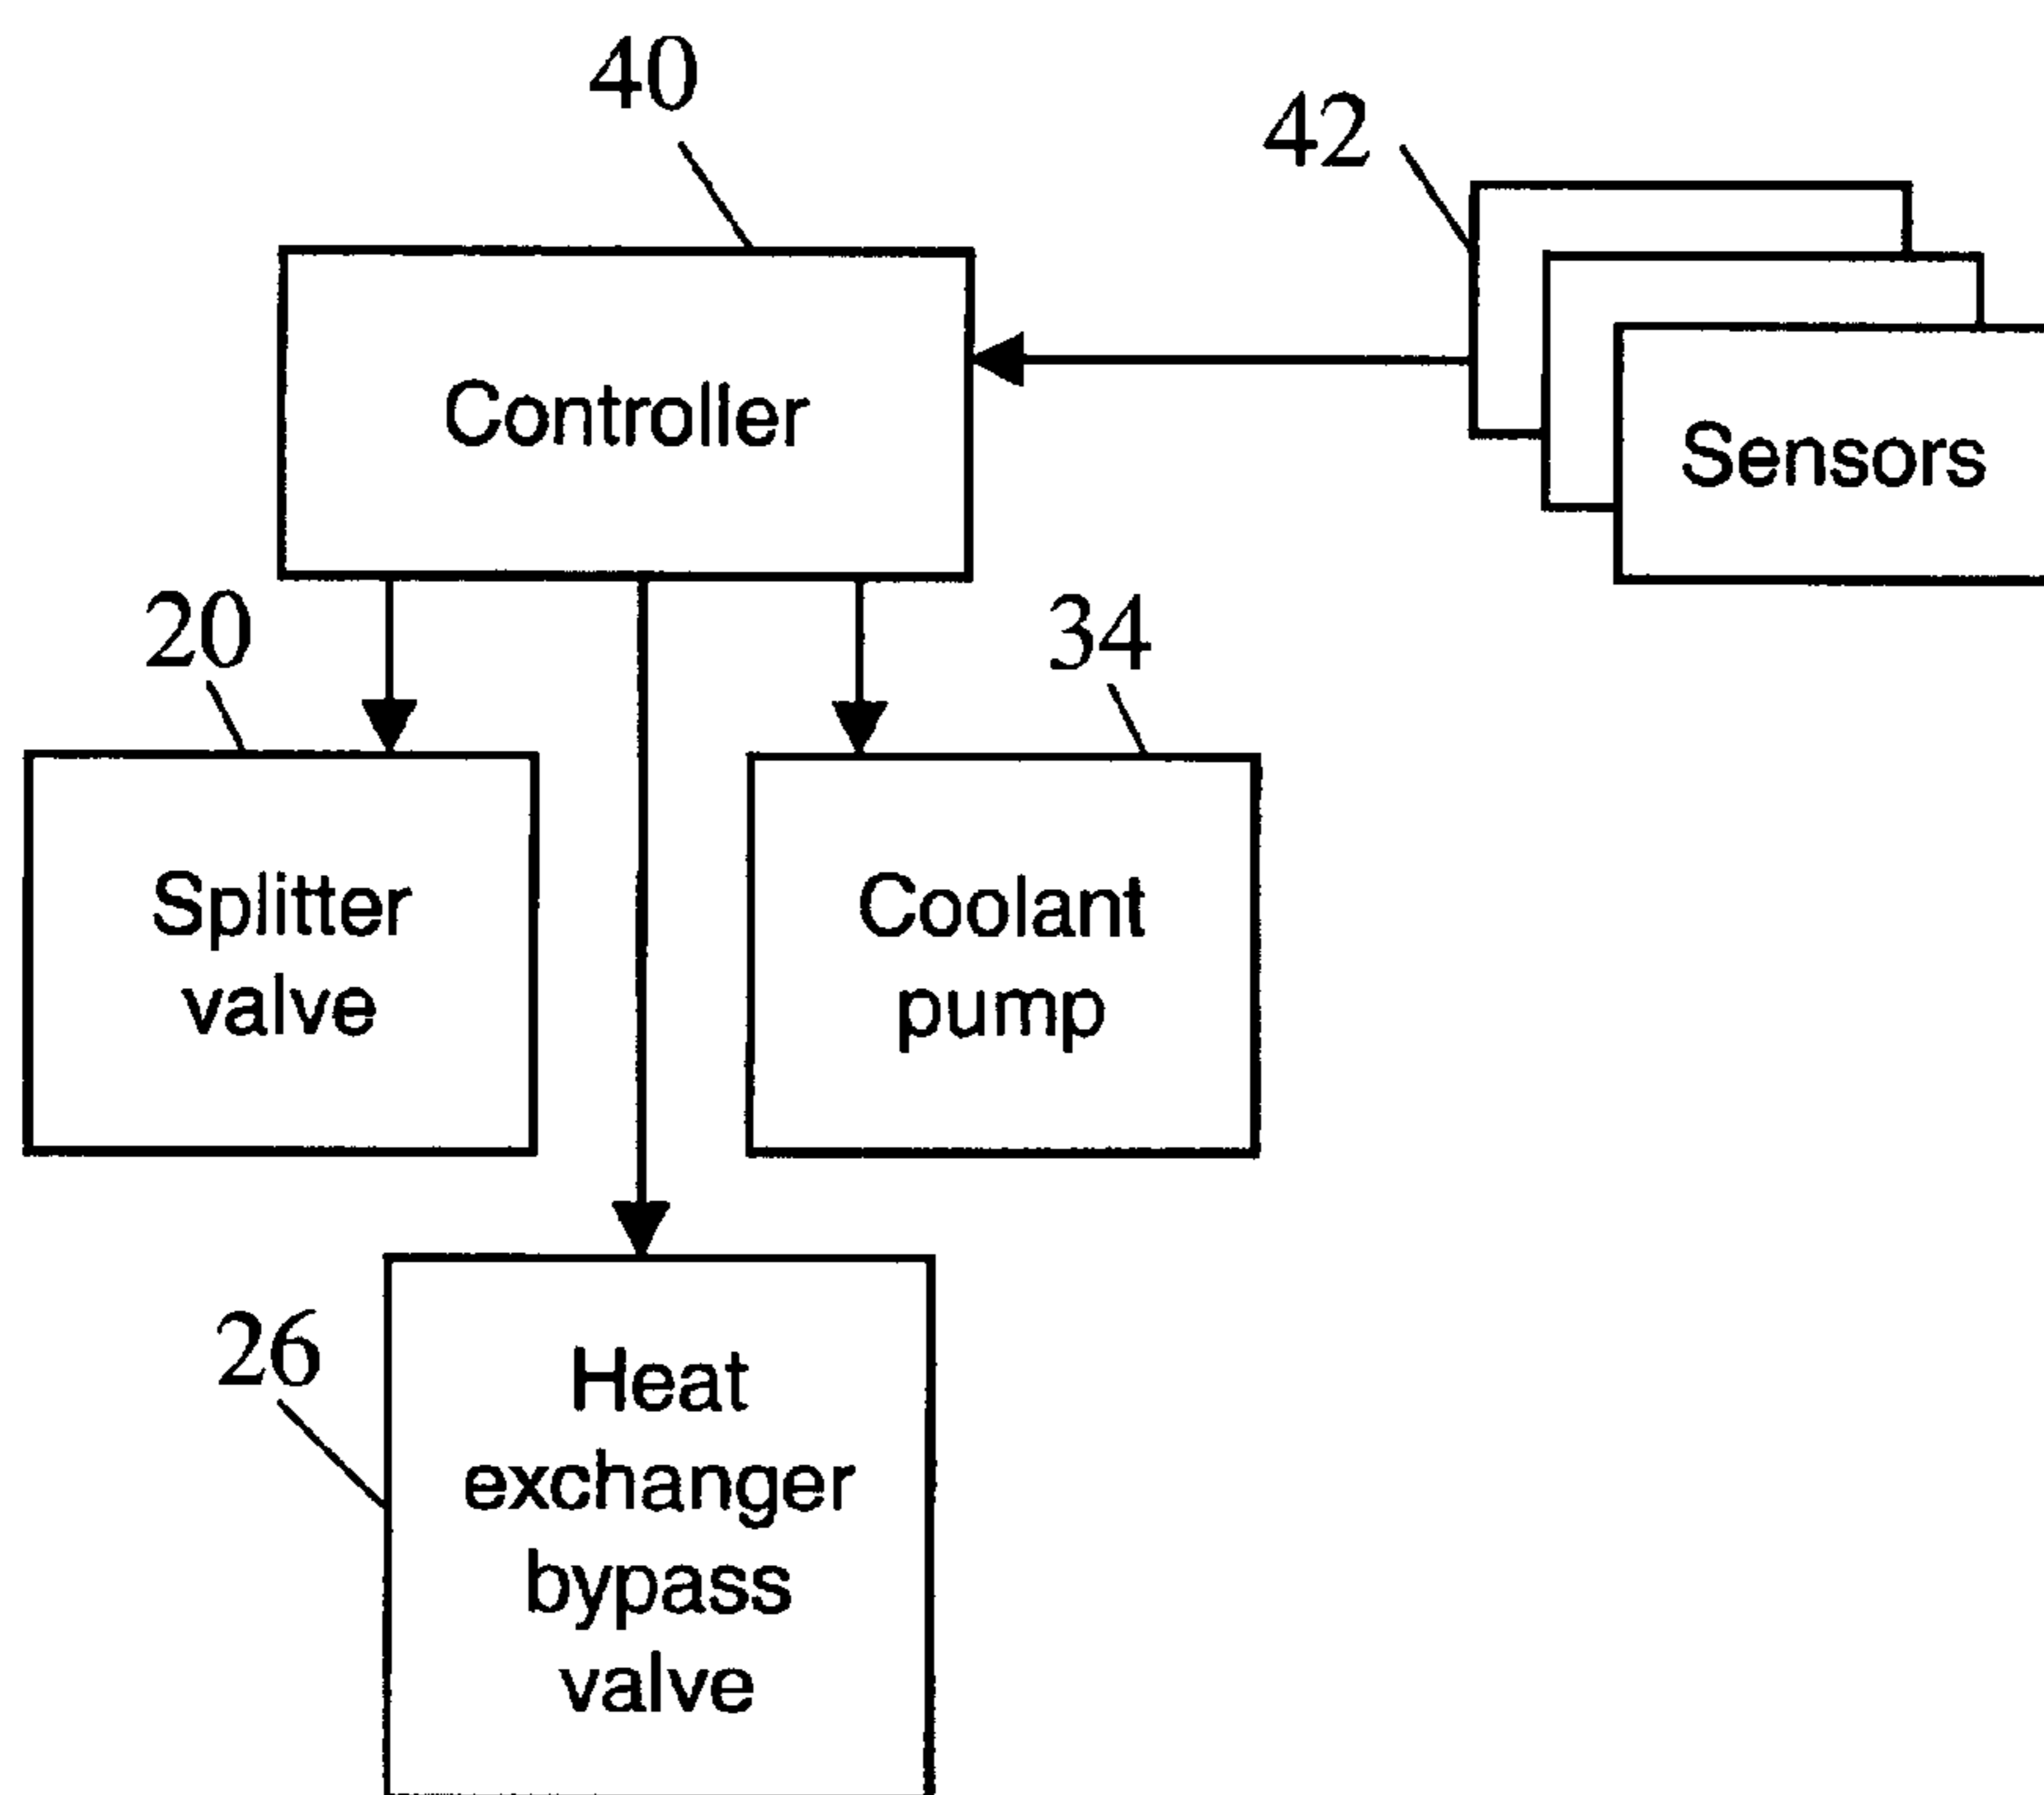 40
42
Controller
Sensors
20
34
Splitter
valve
Coolant
pump
26
Heat
exchanger
bypass
valve